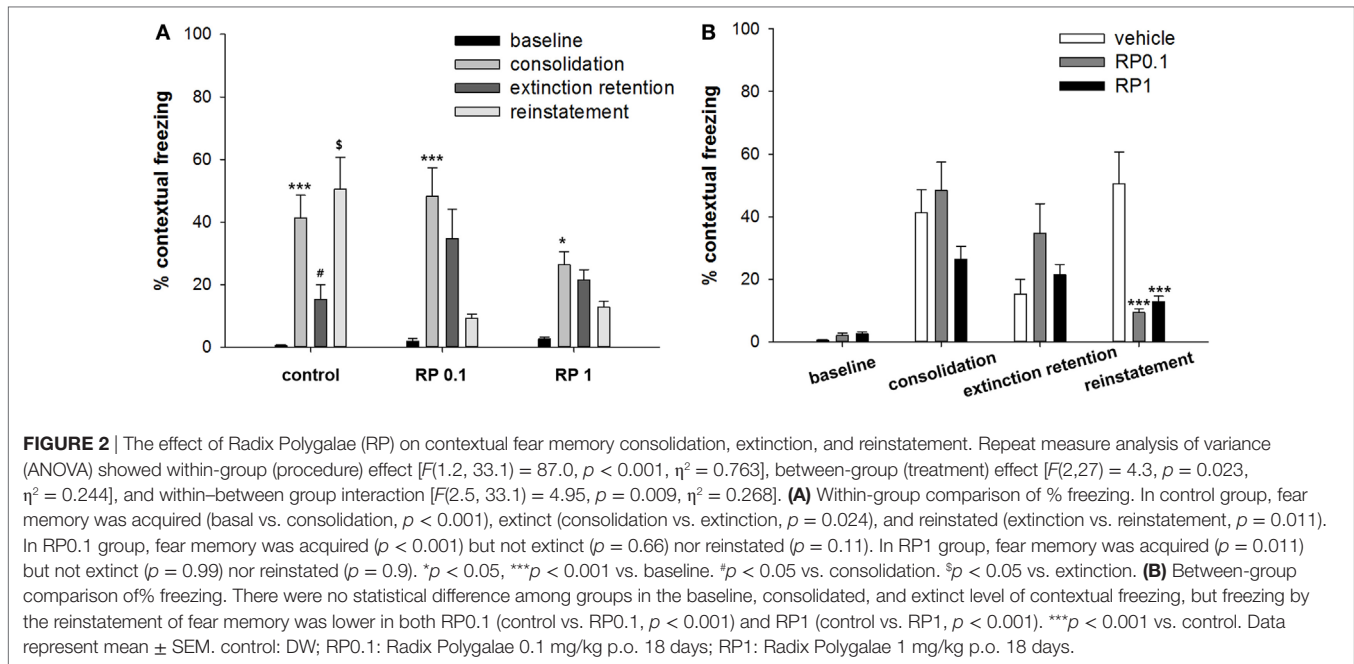 A
% contextual freezing
100
80
60
40
20
0
baseline
consolidation
extinction retention
reinstatement
***
#
$
***
*
control
RP 0.1
RP 1
B
% contextual freezing
100
80
60
40
20
0
vehicle
RP0.1
RP1
***
***
baseline
consolidation
extinction retention
reinstatement
FIGURE 2 | The effect of Radix Polygalae (RP) on contextual fear memory consolidation, extinction, and reinstatement. Repeat measure analysis of variance
(ANOVA) showed within-group (procedure) effect [F(1.2, 33.1) = 87.0, p < 0.001, η² = 0.763], between-group (treatment) effect [F(2,27) = 4.3, p = 0.023,
η² = 0.244], and within–between group interaction [F(2.5, 33.1) = 4.95, p = 0.009, η² = 0.268]. (A) Within-group comparison of % freezing. In control group, fear
memory was acquired (basal vs. consolidation, p < 0.001), extinct (consolidation vs. extinction, p = 0.024), and reinstated (extinction vs. reinstatement, p = 0.011).
In RP0.1 group, fear memory was acquired (p < 0.001) but not extinct (p = 0.66) nor reinstated (p = 0.11). In RP1 group, fear memory was acquired (p = 0.011)
but not extinct (p = 0.99) nor reinstated (p = 0.9). *p < 0.05, ***p < 0.001 vs. baseline. #p < 0.05 vs. consolidation. $p < 0.05 vs. extinction. (B) Between-group
comparison of% freezing. There were no statistical difference among groups in the baseline, consolidated, and extinct level of contextual freezing, but freezing by
the reinstatement of fear memory was lower in both RP0.1 (control vs. RP0.1, p < 0.001) and RP1 (control vs. RP1, p < 0.001). ***p < 0.001 vs. control. Data
represent mean ± SEM. control: DW; RP0.1: Radix Polygalae 0.1 mg/kg p.o. 18 days; RP1: Radix Polygalae 1 mg/kg p.o. 18 days.